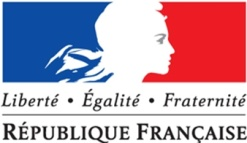 Liberté • Égalité • Fraternité
RÉPUBLIQUE FRANÇAISE